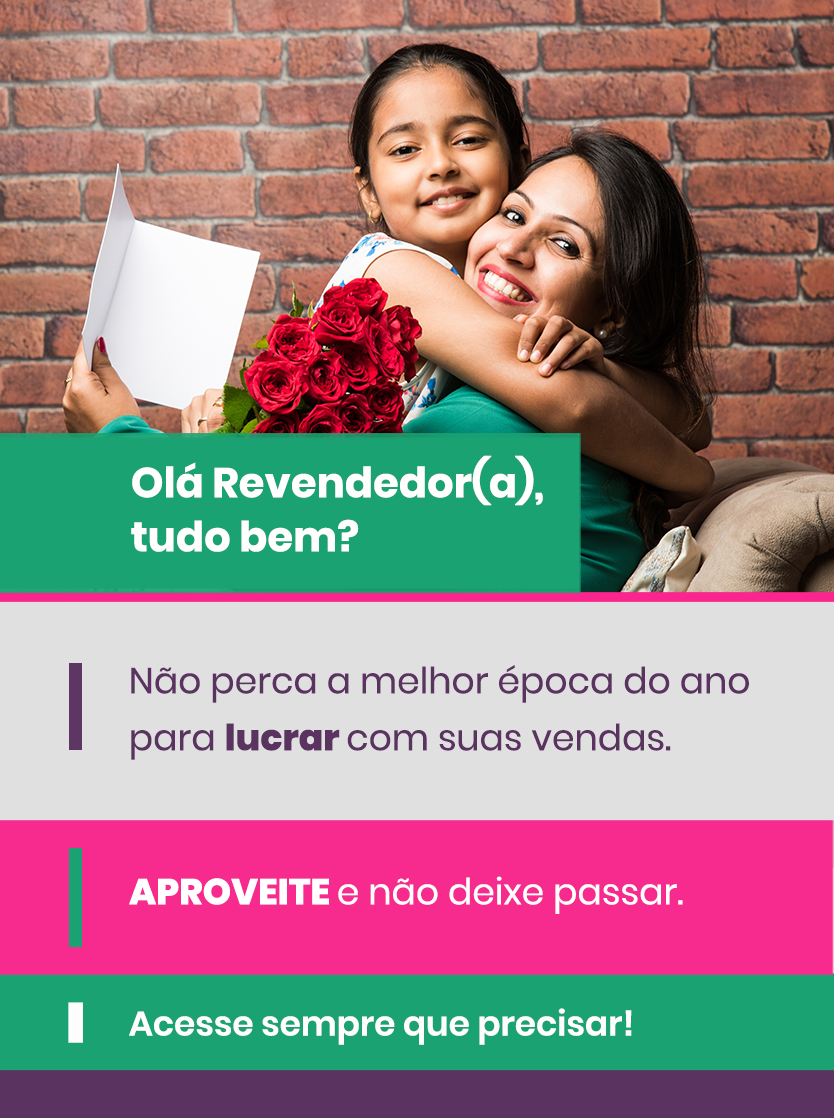 Olá Revendedor(a),
tudo bem?
Não perca a melhor época do ano
para lucrar com suas vendas.
APROVEITE e não deixe passar.
Acesse sempre que precisar!